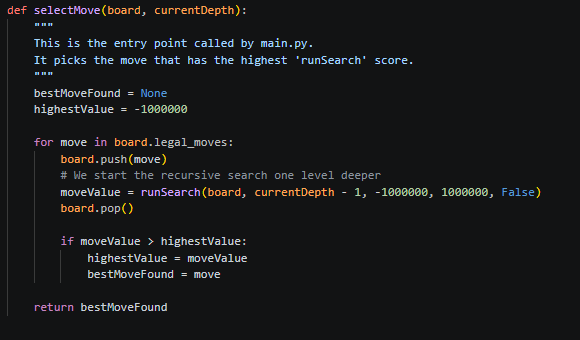 def selectMove(board, currentDepth):
    """
    This is the entry point called by main.py.
    It picks the move that has the highest 'runSearch' score.
    """
    bestMoveFound = None
    highestValue = -1000000

    for move in board.legal_moves:
        board.push(move)
        # We start the recursive search one level deeper
        moveValue = runSearch(board, currentDepth - 1, -1000000, 1000000, False)
        board.pop()

        if moveValue > highestValue:
            highestValue = moveValue
            bestMoveFound = move

    return bestMoveFound